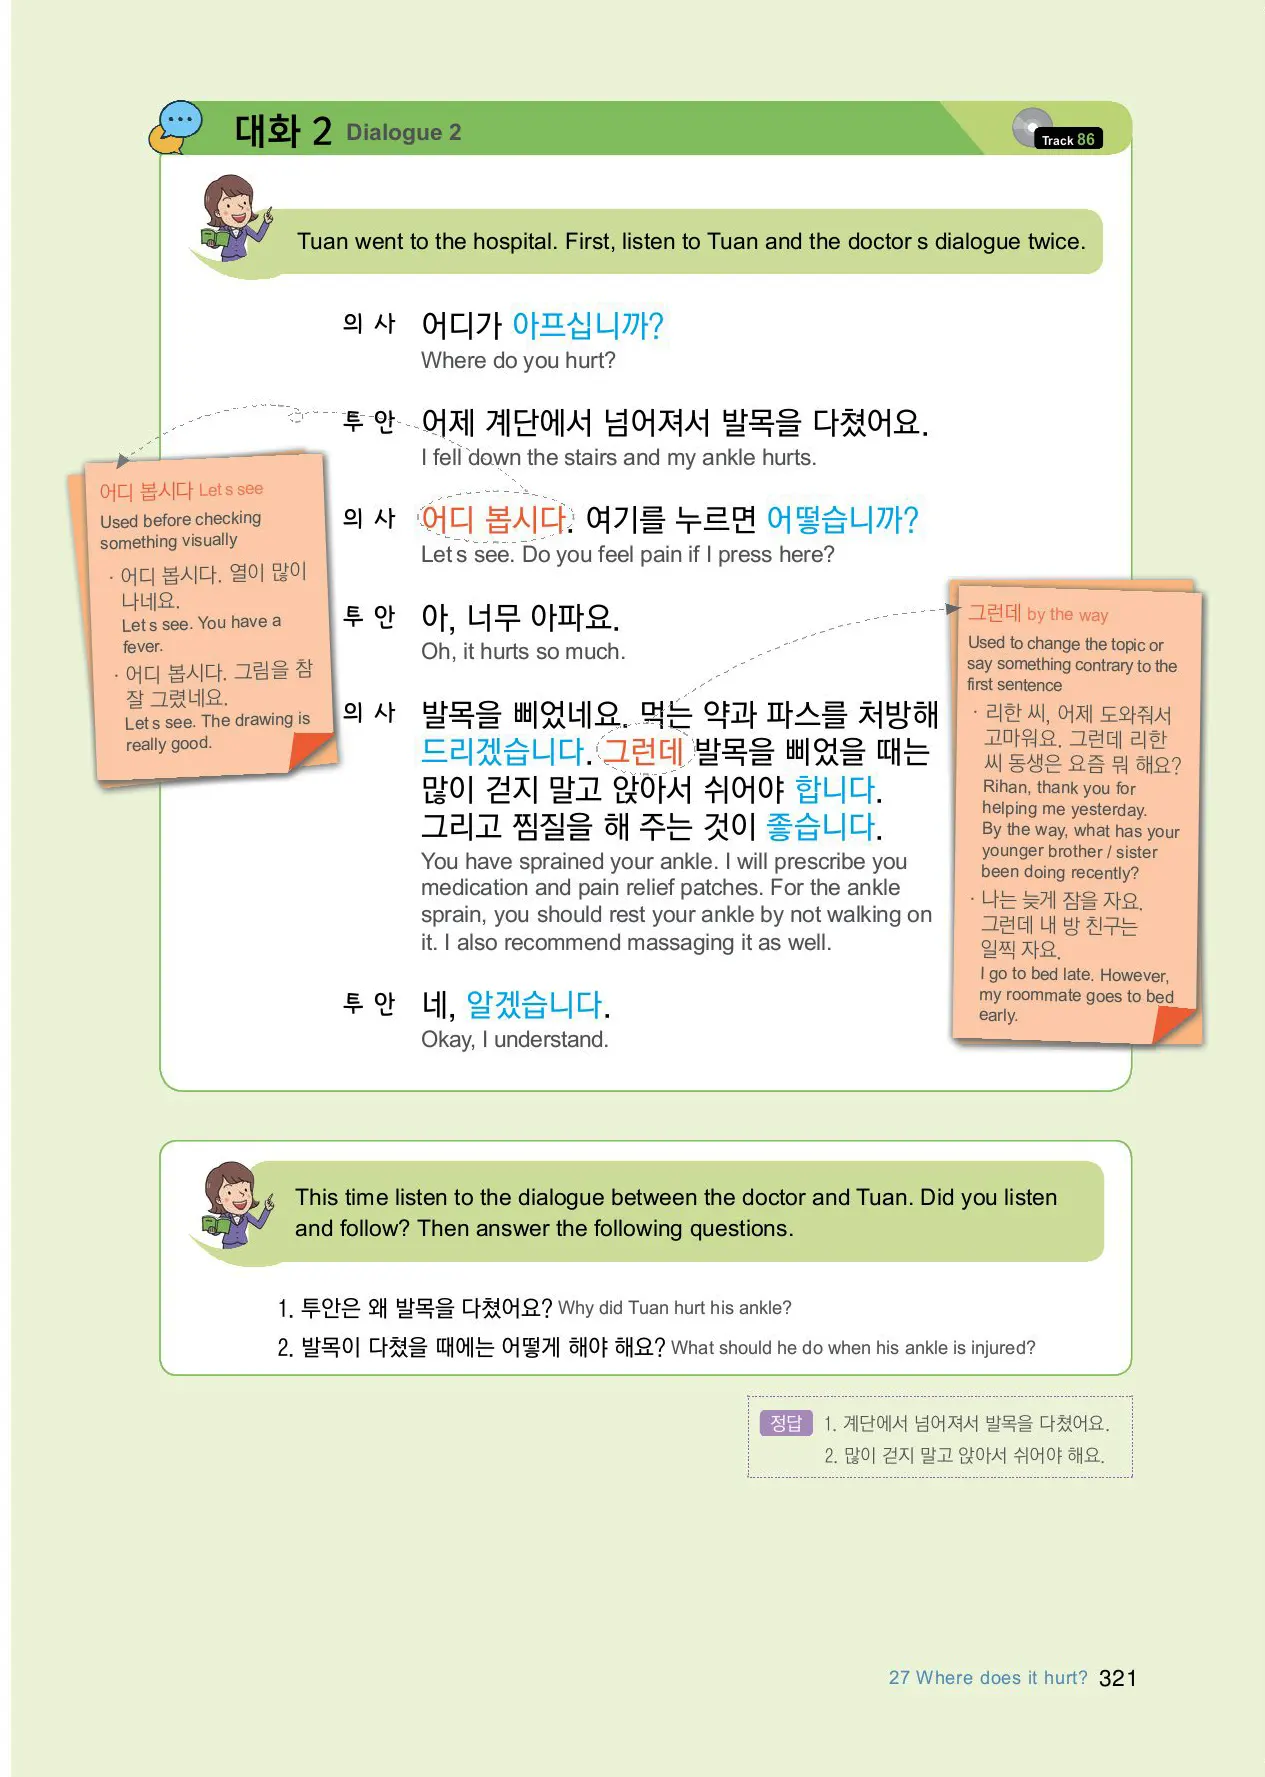 대화 2 Dialogue 2
Track 86
Tuan went to the hospital. First, listen to Tuan and the doctor s dialogue twice.
의 사 어디가 아프십니까?
Where do you hurt?
투 안 어제 계단에서 넘어져서 발목을 다쳤어요.
I fell down the stairs and my ankle hurts.
의 사 어디 봅시다. 여기를 누르면 어떻습니까?
Let s see. Do you feel pain if I press here?
투 안 아, 너무 아파요.
Oh, it hurts so much.
의 사 발목을 삐었네요. 먹는 약과 파스를 처방해
드리겠습니다. 그런데 발목을 삐었을 때는
많이 걷지 말고 앉아서 쉬어야 합니다.
그리고 찜질을 해 주는 것이 좋습니다.
You have sprained your ankle. I will prescribe you
medication and pain relief patches. For the ankle
sprain, you should rest your ankle by not walking on
it. I also recommend massaging it as well.
투 안 네, 알겠습니다.
Okay, I understand.
어디 봅시다 Let s see
Used before checking
something visually
· 어디 봅시다. 열이 많이
나네요.
Let s see. You have a
fever.
· 어디 봅시다. 그림을 참
잘 그렸네요.
Let s see. The drawing is
really good.
그런데 by the way
Used to change the topic or
say something contrary to the
first sentence
· 리한 씨, 어제 도와줘서
고마워요. 그런데 리한
씨 동생은 요즘 뭐 해요?
Rihan, thank you for
helping me yesterday.
By the way, what has your
younger brother / sister
been doing recently?
· 나는 늦게 잠을 자요.
그런데 내 방 친구는
일찍 자요.
I go to bed late. However,
my roommate goes to bed
early.
This time listen to the dialogue between the doctor and Tuan. Did you listen
and follow? Then answer the following questions.
1. 투안은 왜 발목을 다쳤어요? Why did Tuan hurt his ankle?
2. 발목이 다쳤을 때에는 어떻게 해야 해요? What should he do when his ankle is injured?
정답 1. 계단에서 넘어져서 발목을 다쳤어요.
2. 많이 걷지 말고 앉아서 쉬어야 해요.
27 Where does it hurt? 321